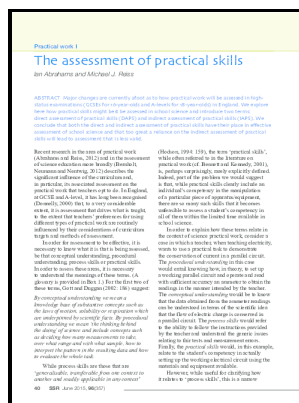 Practical work I
The assessment of practical skills
Ian Abrahams and Michael J. Reiss
ABSTRACT Major changes are currently afoot as to how practical work will be assessed in high-
status examinations (GCSEs for 16-year-olds and A-levels for 18-year-olds) in England. We explore
here how practical skills might best be assessed in school science and introduce two terms:
direct assessment of practical skills (DAPS) and indirect assessment of practical skills (IAPS). We
conclude that both the direct and indirect assessment of practical skills have their place in effective
assessment of school science and that too great a reliance on the indirect assessment of practical
skills will lead to assessment that is less valid.
Recent research in the area of practical work
(Abrahams and Reiss, 2012) and in the assessment
of science education more broadly (Bernholt,
Neumann and Nentwig, 2012) describes the
significant influence of the curriculum and,
in particular, its associated assessment on the
practical work that teachers opt to do. In England,
at GCSE and A-level, it has long been recognised
(Donnelly, 2000) that, to a very considerable
extent, it is assessment that drives what is taught,
to the extent that teachers' preferences for using
different types of practical work are routinely
influenced by their considerations of curriculum
targets and methods of assessment.
In order for assessment to be effective, it is
necessary to know what it is that is being assessed,
be that conceptual understanding, procedural
understanding, process skills or practical skills.
In order to assess these terms, it is necessary
to understand the meanings of these terms. (A
glossary is provided in Box 1.) For the first two of
these terms, Gott and Duggan (2002: 186) suggest:
By conceptual understanding we mean a
knowledge base of substantive concepts such as
the laws of motion, solubility or respiration which
are underpinned by scientific facts. By procedural
understanding we mean 'the thinking behind
the doing' of science and include concepts such
as deciding how many measurements to take,
over what range and with what sample, how to
interpret the pattern in the resulting data and how
to evaluate the whole task.
While process skills are those that are
'generalizable, transferable from one context to
another and readily applicable in any context'
(Hodson, 1994: 159), the term 'practical skills',
while often referred to in the literature on
practical work (Bennett and Kennedy, 2001),
is, perhaps surprisingly, rarely explicitly defined.
Indeed, part of the problem we would suggest
is that, while practical skills clearly include an
individual's competency in the manipulation
of a particular piece of apparatus/equipment,
there are so many such skills that it becomes
unfeasible to assess a student's competency in
all of them within the limited time available in
school science.
In order to explain how these terms relate in
the context of science practical work, consider a
case in which a teacher, when teaching electricity,
wants to use a practical task to demonstrate the
conservation of current in a parallel circuit. The
procedural understanding in this case
would entail knowing how, in theory, to set up
a working parallel circuit and operate and read
with sufficient accuracy an ammeter to obtain the
readings in the manner intended by the teacher.
The conceptual understanding would be to know
that the data obtained from the ammeter readings
can be understood in terms of the scientific idea
that the flow of electric charge is conserved in
a parallel circuit. The process skills would refer
to the ability to follow the instructions provided
by the teacher and understand the generic issues
relating to fair tests and measurement errors.
Finally, the practical skills would, in this example,
relate to the student's competency in actually
setting up the working electrical circuit using the
materials and equipment available.
However, while useful for clarifying how
it relates to 'process skills', this is a narrow
40 SSR June 2015, 96(357)